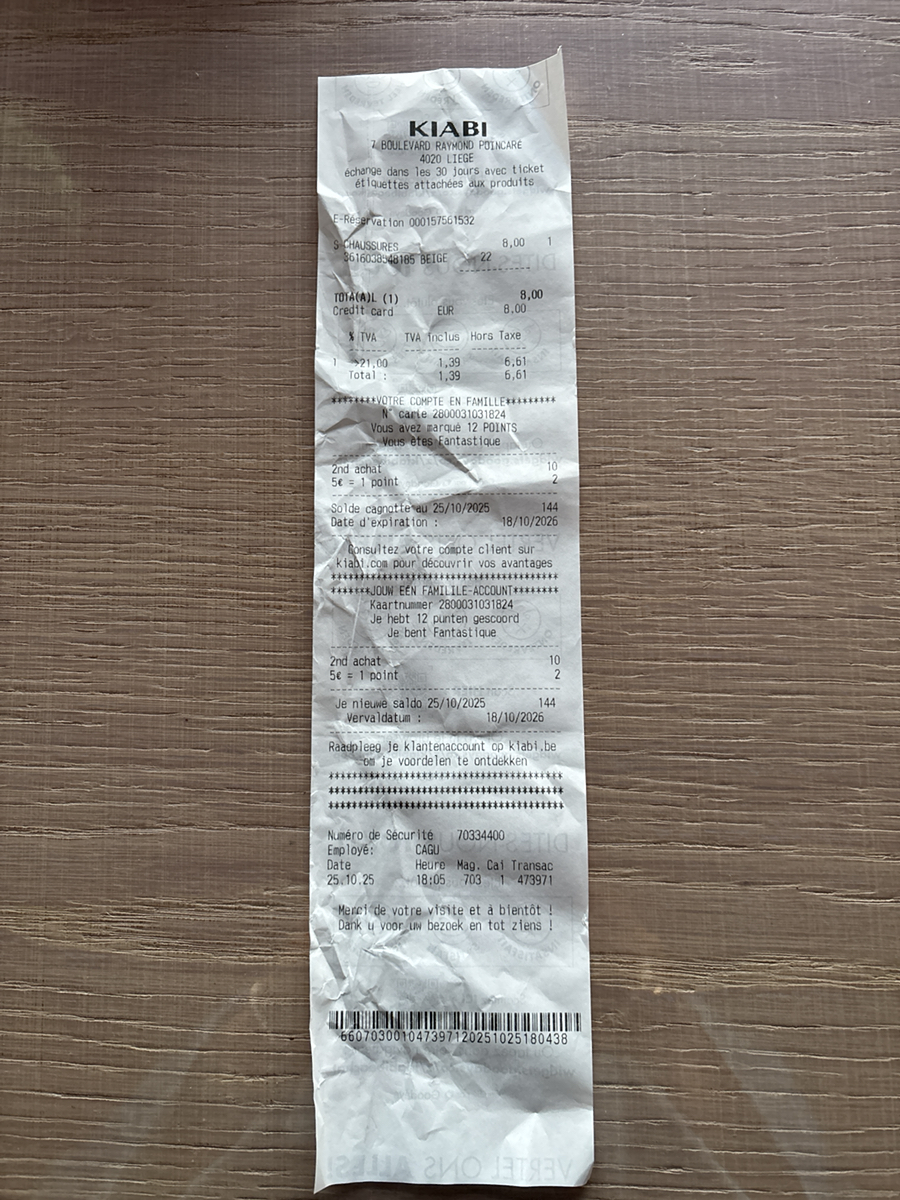 KIABI
7 BOULEVARD RAYMOND POINCARE
4020 LIEGE
échange dans les 30 jours avec ticket
étiquettes attachées aux produits
E-Réservation 000157561532
S-CHAUSSURES 8,00 1
3616038948185 BEIGE 22
TOTA(A)L (1) 8,00
Credit card EUR 8,00
% TVA TVA inclus Hors Taxe
1 >21,00 1,39 6,61
Total : 1,39 6,61
********VOTRE COMPTE EN FAMILLE********
N° carte 2800031031824
Vous avez marqué 12 POINTS
Vous êtes Fantastique
2nd achat 10
5€ = 1 point 2
Solde cagnotte au 25/10/2025 144
Date d'expiration : 18/10/2026
Consultez votre compte client sur
kiabi.com pour découvrir vos avantages
*******JOUW EEN FAMILILE-ACCOUNT*******
Kaartnummer 2800031031824
Je hebt 12 punten gescoord
Je bent Fantastique
2nd achat 10
5€ = 1 point 2
Je nieuwe saldo 25/10/2025 144
Vervaldatum : 18/10/2026
Raadpleeg je klantenaccount op kiabi.be
om je voordelen te ontdekken
Numéro de Sécurité 70334400
Employé: CAGU
Date Heure Mag. Cai Transac
25.10.25 18:05 703 1 473971
Merci de votre visite et à bientôt !
Dank u voor uw bezoek en tot ziens !
660703001047397120251025180438